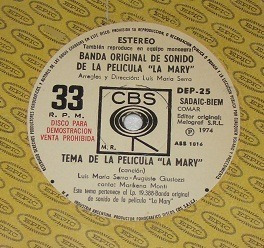 ESTEREO
También reproduce en equipo monoaural
BANDA ORIGINAL DE SONIDO
DE LA PELICULA "LA MARY"
Arreglos y Dirección: Luis María Serra
33
R.P.M.
DISCO PARA
DEMOSTRACION
VENTA PROHIBIDA
CBS
M.R.
DEP-25
SADAIC-BIEM
COMAR
Editor original:
Melograf S.R.L.
℗ 1974
TEMA DE LA PELICULA "LA MARY"
(canción)
Luis María Serra-Augusto Giustozzi
canta: Marikena Monti
Este tema pertenece al Lp. 19.388-Banda original
de sonido de la película "La Mary"
INDUSTRIA ARGENTINA